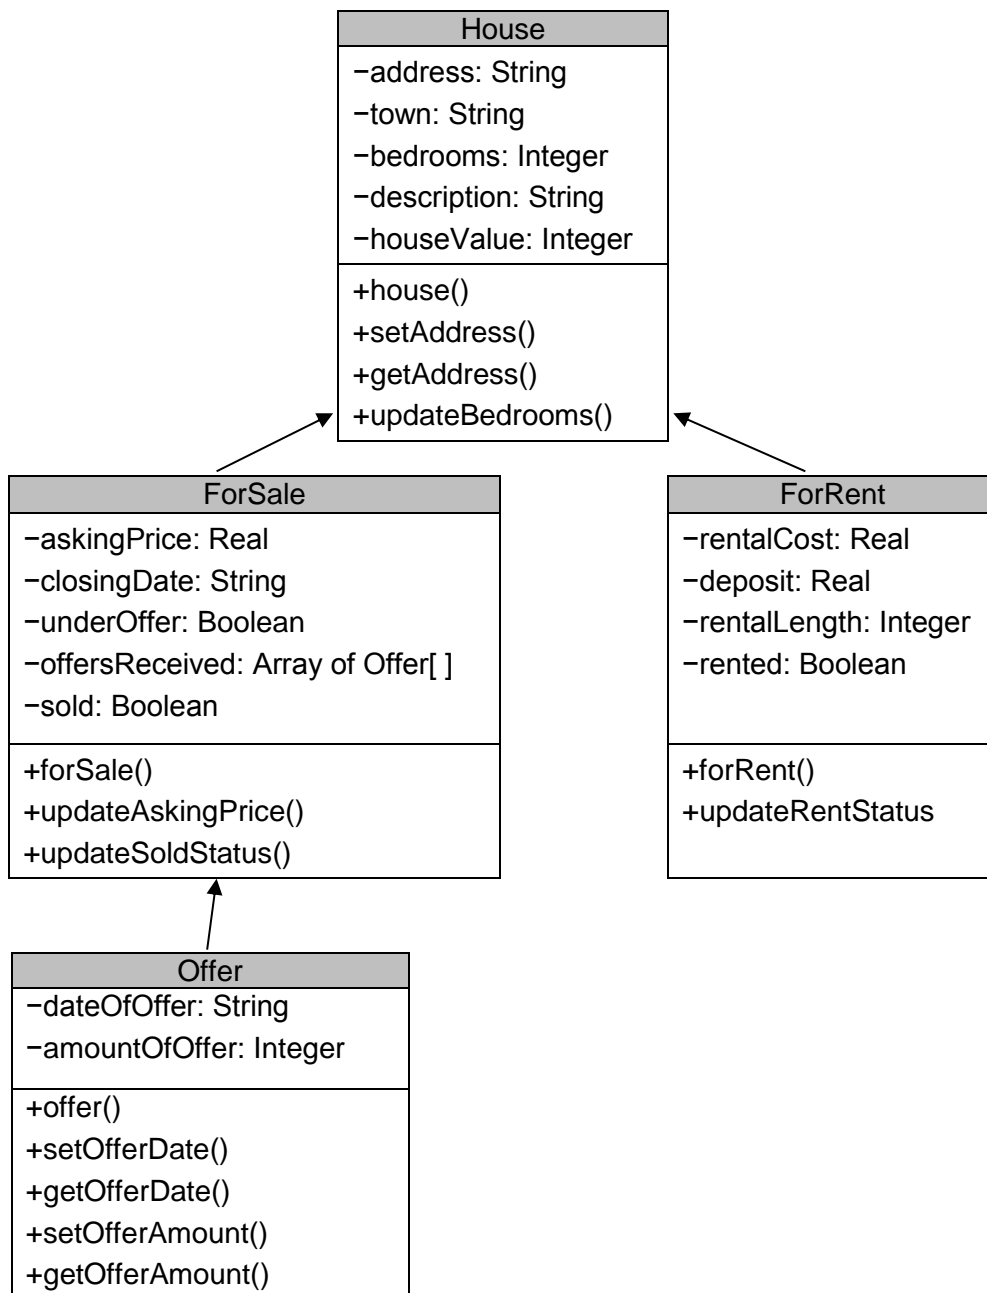 House
−address: String
−town: String
−bedrooms: Integer
−description: String
−houseValue: Integer
+house()
+setAddress()
+getAddress()
+updateBedrooms()
ForSale
−askingPrice: Real
−closingDate: String
−underOffer: Boolean
−offersReceived: Array of Offer[ ]
−sold: Boolean
+forSale()
+updateAskingPrice()
+updateSoldStatus()
ForRent
−rentalCost: Real
−deposit: Real
−rentalLength: Integer
−rented: Boolean
+forRent()
+updateRentStatus
Offer
−dateOfOffer: String
−amountOfOffer: Integer
+offer()
+setOfferDate()
+getOfferDate()
+setOfferAmount()
+getOfferAmount()